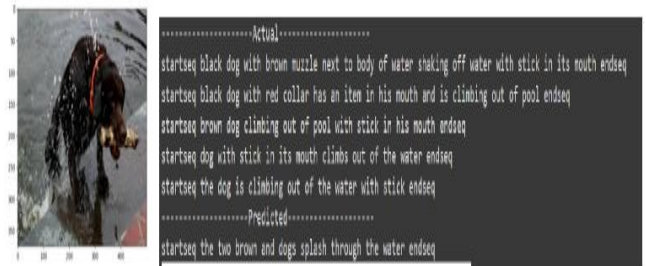 --------------------Actual--------------------
startseq black dog with brown muzzle next to body of water shaking off water with stick in its mouth endseq
startseq black dog with red collar has an item in his mouth and is climbing out of pool endseq
startseq brown dog climbing out of pool with stick in his mouth endseq
startseq dog with stick in its mouth climbs out of the water endseq
startseq the dog is climbing out of the water with stick endseq
--------------------Predicted--------------------
startseq the two brown and dogs splash through the water endseq